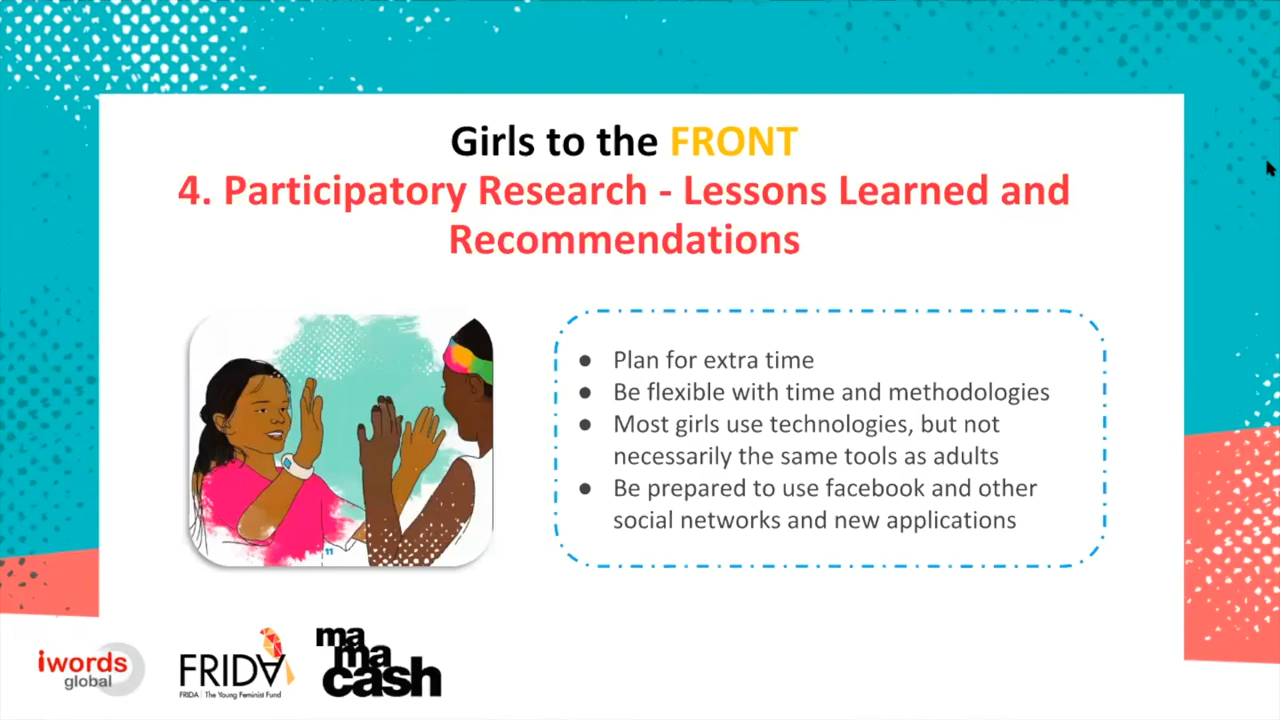 Girls to the FRONT
4. Participatory Research - Lessons Learned and
Recommendations
● Plan for extra time
● Be flexible with time and methodologies
● Most girls use technologies, but not
necessarily the same tools as adults
● Be prepared to use facebook and other
social networks and new applications
11
iwords
global
FRIDA
FRIDA | The Young Feminist Fund
ma
ma
cash